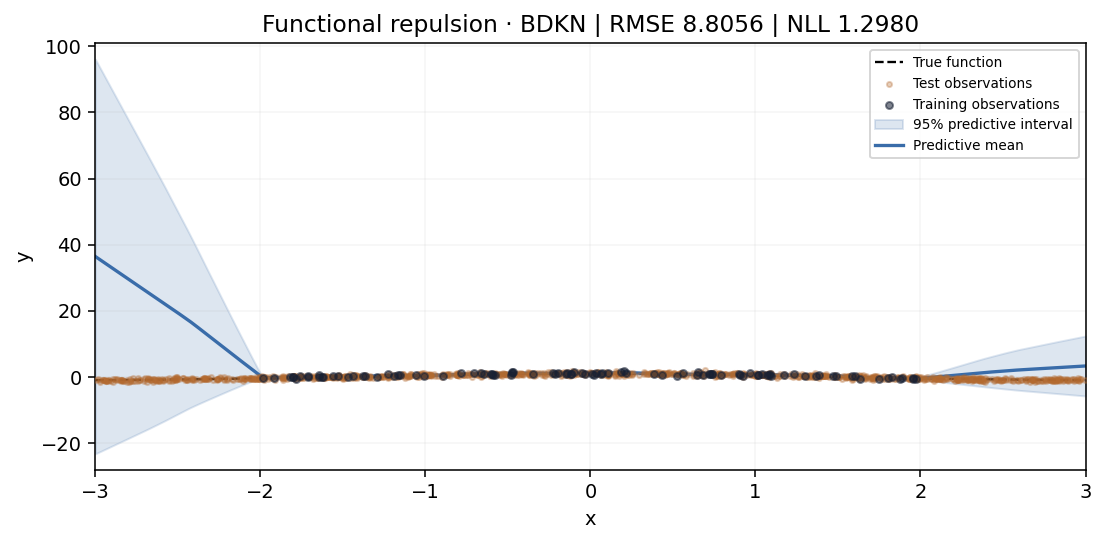 Functional repulsion · BDKN | RMSE 8.8056 | NLL 1.2980
100
80
60
40
20
0
−20
y
−3
−2
−1
0
1
2
3
x
True function
Test observations
Training observations
95% predictive interval
Predictive mean